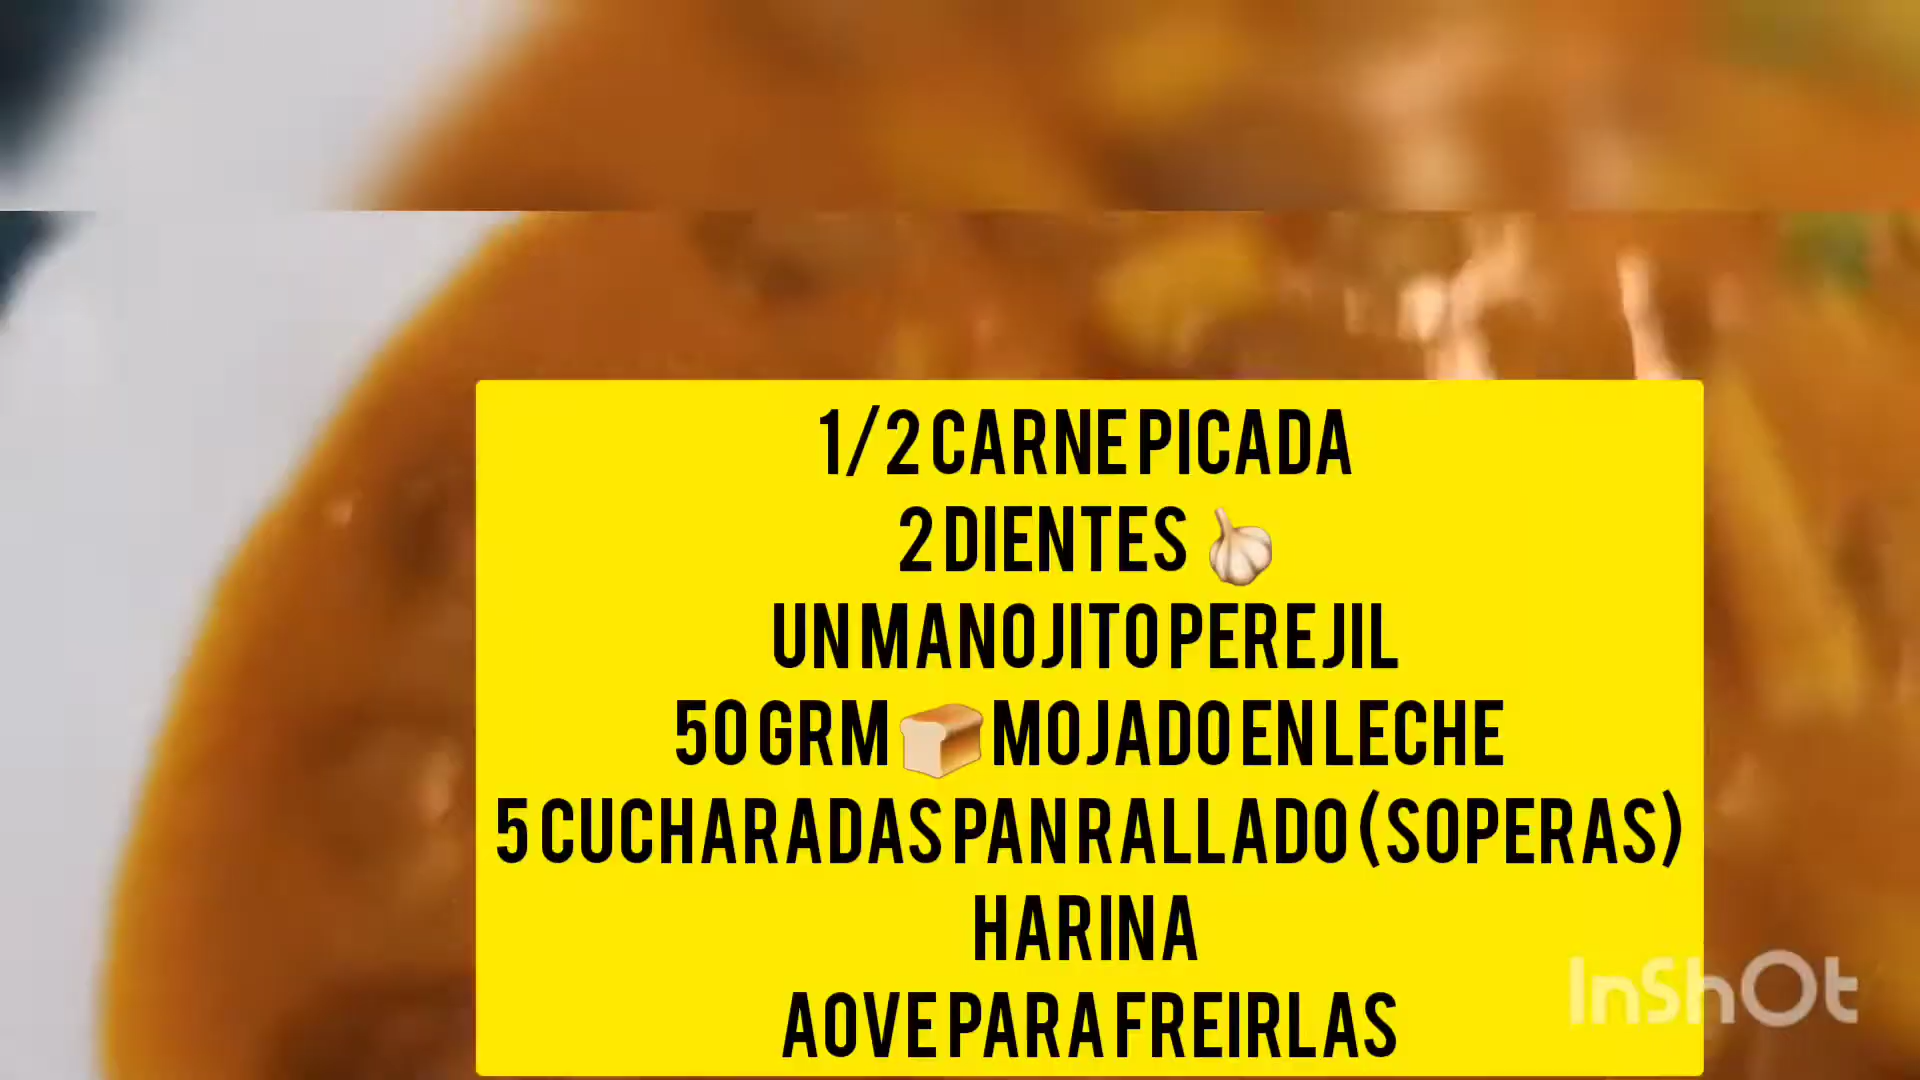 1/2 CARNE PICADA
2 DIENTES 🧄
UN MANOJITO PEREJIL
50 GRM 🍞 MOJADO EN LECHE
5 CUCHARADAS PAN RALLADO (SOPERAS)
HARINA
AOVE PARA FREIRLAS
InShOt